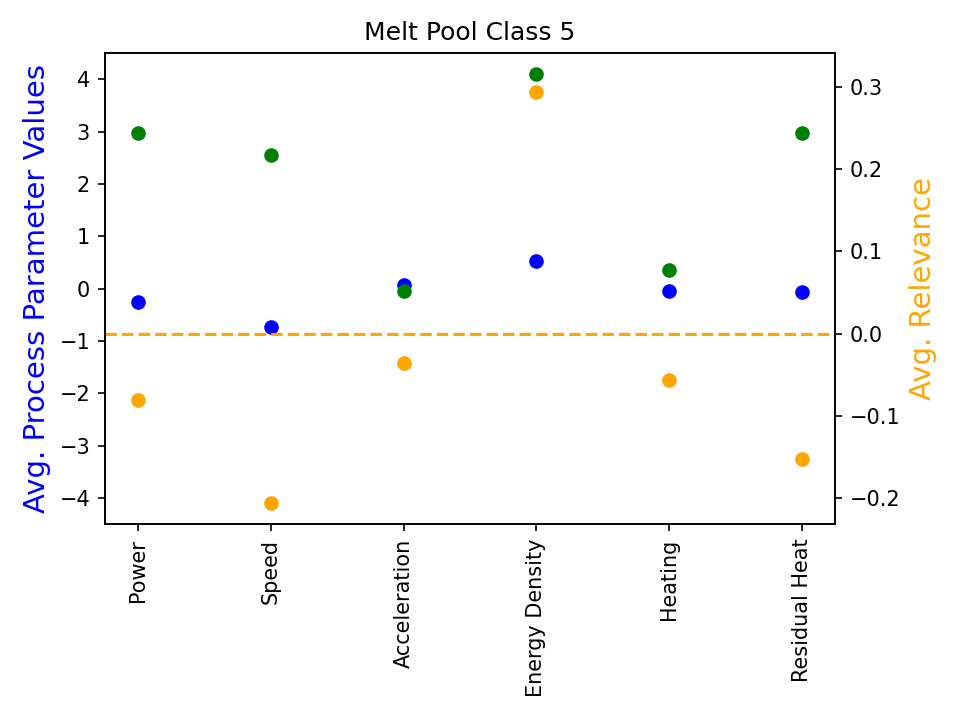 Melt Pool Class 5
Avg. Process Parameter Values
4
3
2
1
0
−1
−2
−3
−4
0.3
0.2
0.1
0.0
−0.1
−0.2
Avg. Relevance
Power
Speed
Acceleration
Energy Density
Heating
Residual Heat